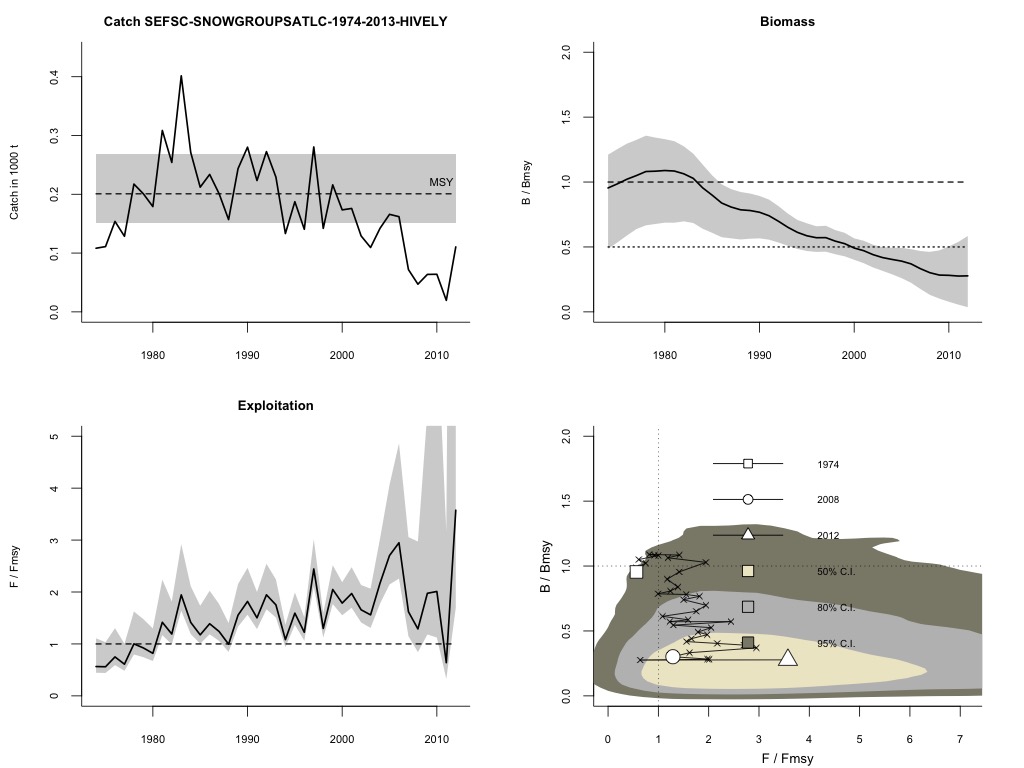 Catch SEFSC-SNOWGROUPSATLC-1974-2013-HIVELY
Catch in 1000 t
0.0 0.1 0.2 0.3 0.4
MSY
1980 1990 2000 2010
Biomass
B / Bmsy
0.0 0.5 1.0 1.5 2.0
1980 1990 2000 2010
Exploitation
F / Fmsy
0 1 2 3 4 5
1980 1990 2000 2010
B / Bmsy
0.0 0.5 1.0 1.5 2.0
1974
2008
2012
50% C.I.
80% C.I.
95% C.I.
0 1 2 3 4 5 6 7
F / Fmsy